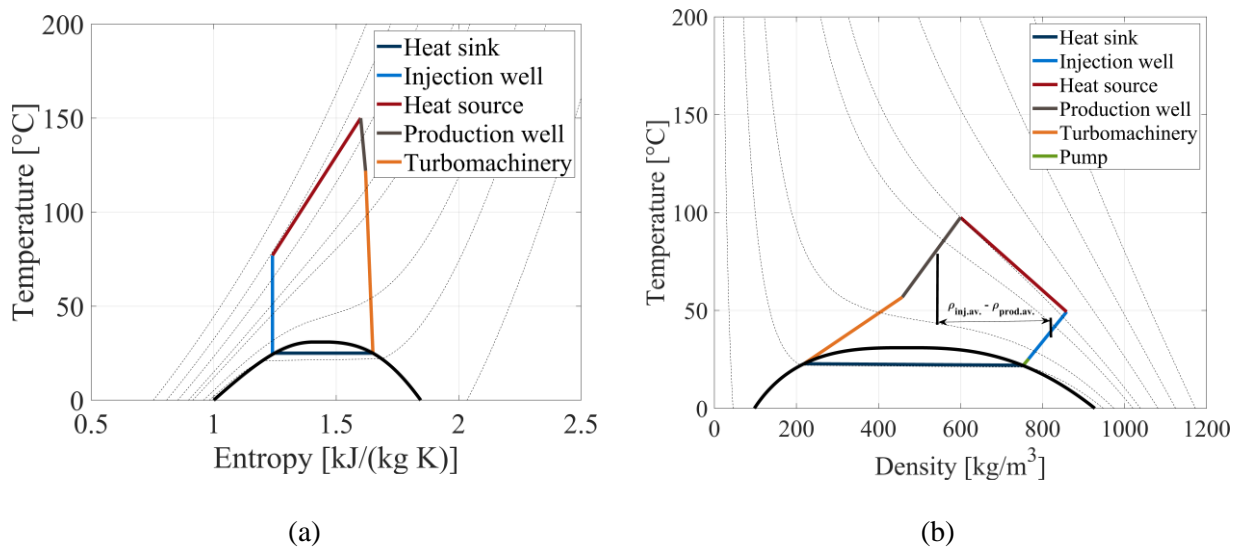 200
150
100
50
0
Temperature [°C]
0.5
1
1.5
2
2.5
Entropy [kJ/(kg K)]
Heat sink
Injection well
Heat source
Production well
Turbomachinery
(a)
200
150
100
50
0
Temperature [°C]
0
200
400
600
800
1000
1200
Density [kg/m³]
Heat sink
Injection well
Heat source
Production well
Turbomachinery
Pump
ρinj.av. - ρprod.av.
(b)